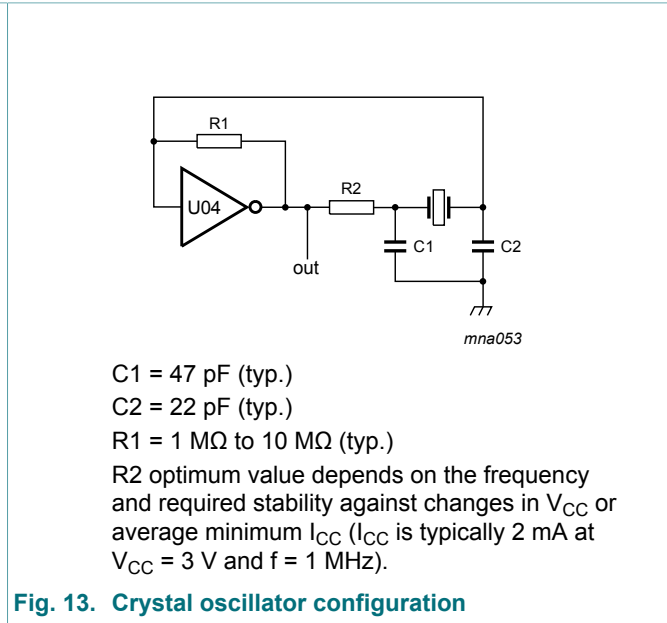 R1
U04
R2
out
C1
C2
mna053
C1 = 47 pF (typ.)
C2 = 22 pF (typ.)
R1 = 1 MΩ to 10 MΩ (typ.)
R2 optimum value depends on the frequency
and required stability against changes in VCC or
average minimum ICC (ICC is typically 2 mA at
VCC = 3 V and f = 1 MHz).
Fig. 13. Crystal oscillator configuration